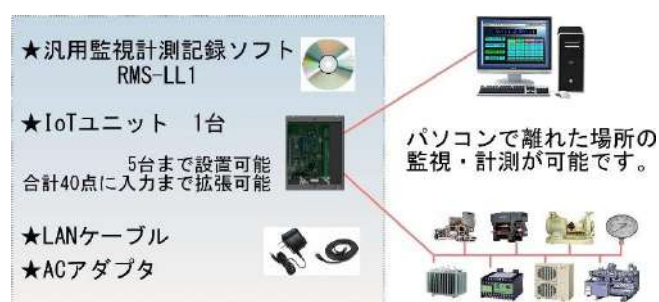 ★汎用監視計測記録ソフト
RMS-LL1
★IoTユニット 1台
5台まで設置可能
合計40点に入力まで拡張可能
★LANケーブル
★ACアダプタ
パソコンで離れた場所の
監視・計測が可能です。